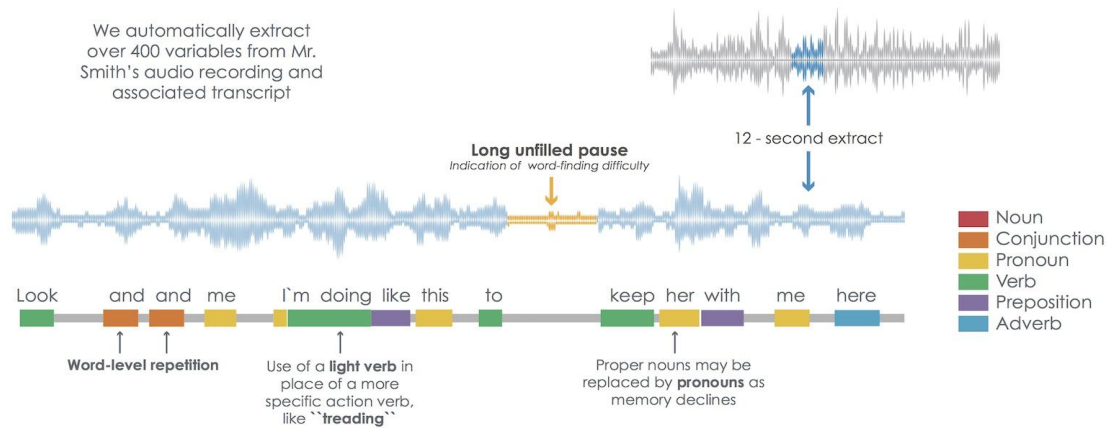 We automatically extract
over 400 variables from Mr.
Smith's audio recording and
associated transcript
12 - second extract
Long unfilled pause
Indication of word-finding difficulty
Noun
Conjunction
Pronoun
Verb
Preposition
Adverb
Look and and me I`m doing like this to keep her with me here
Word-level repetition
Use of a light verb in
place of a more
specific action verb,
like ``treading``
Proper nouns may be
replaced by pronouns as
memory declines